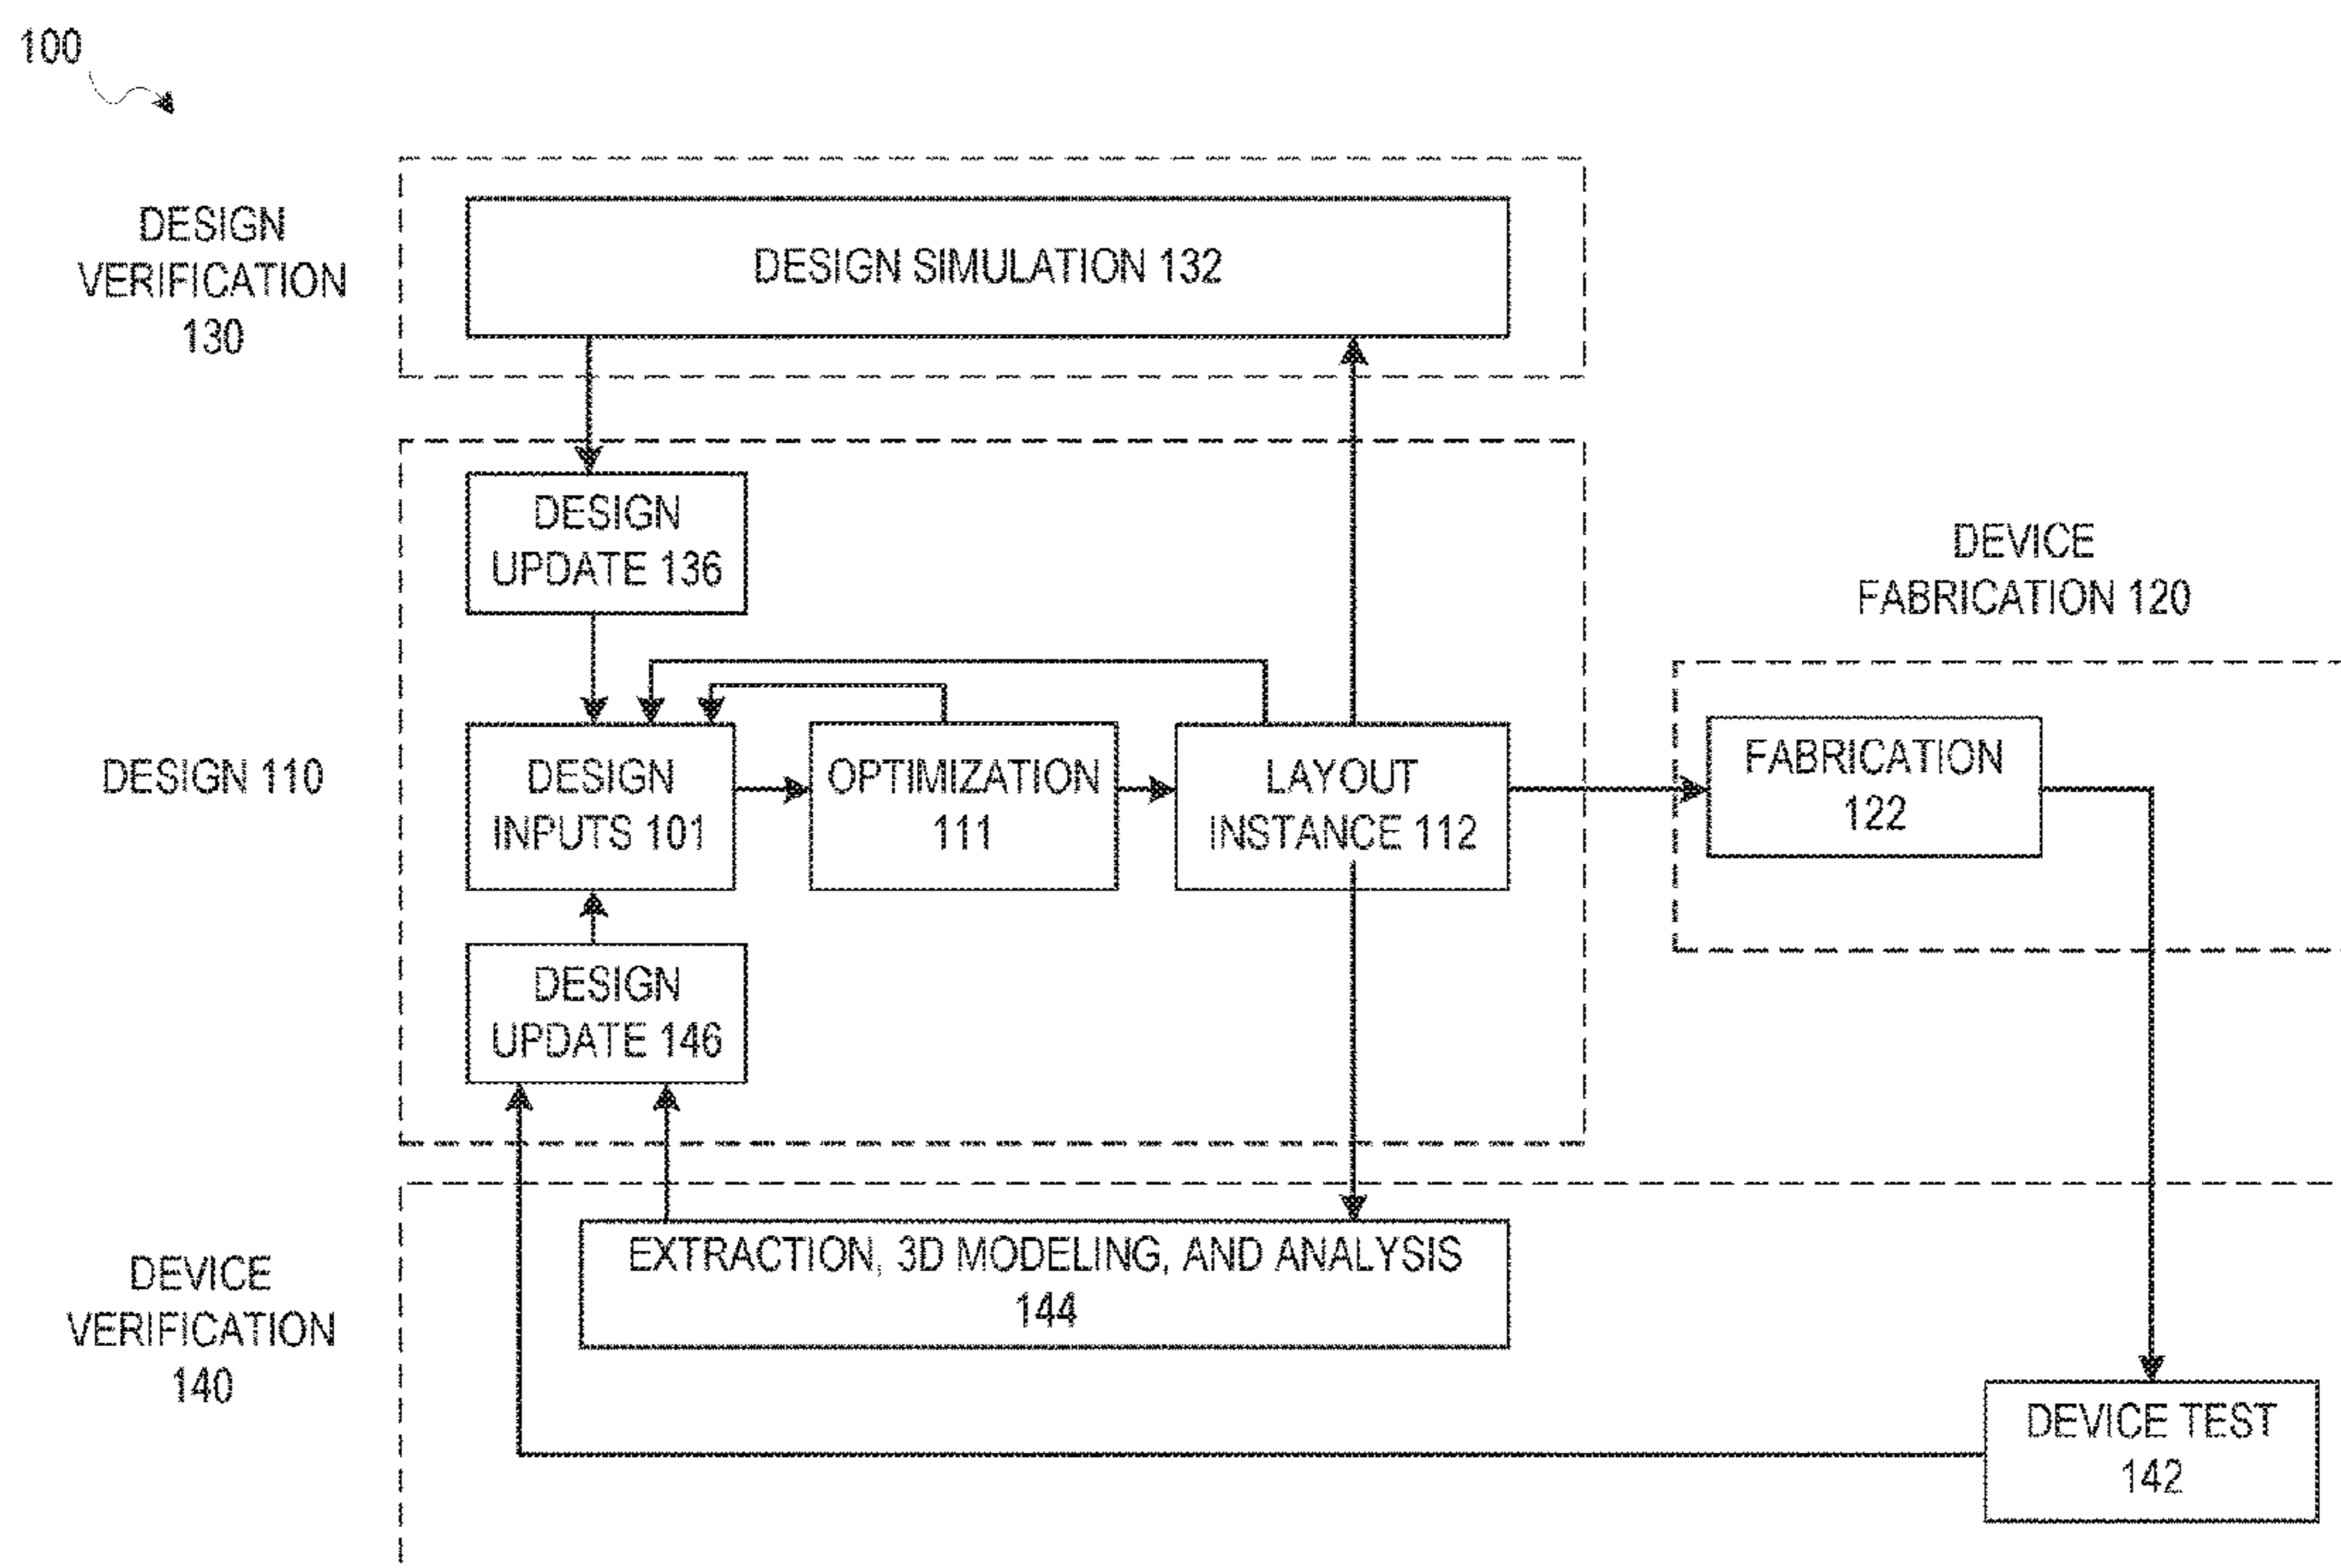 100
DESIGN
VERIFICATION
130
DESIGN SIMULATION 132
DESIGN
UPDATE 136
DEVICE
FABRICATION 120
DESIGN 110
DESIGN
INPUTS 101
OPTIMIZATION
111
LAYOUT
INSTANCE 112
FABRICATION
122
DESIGN
UPDATE 146
DEVICE
VERIFICATION
140
EXTRACTION, 3D MODELING, AND ANALYSIS
144
DEVICE TEST
142